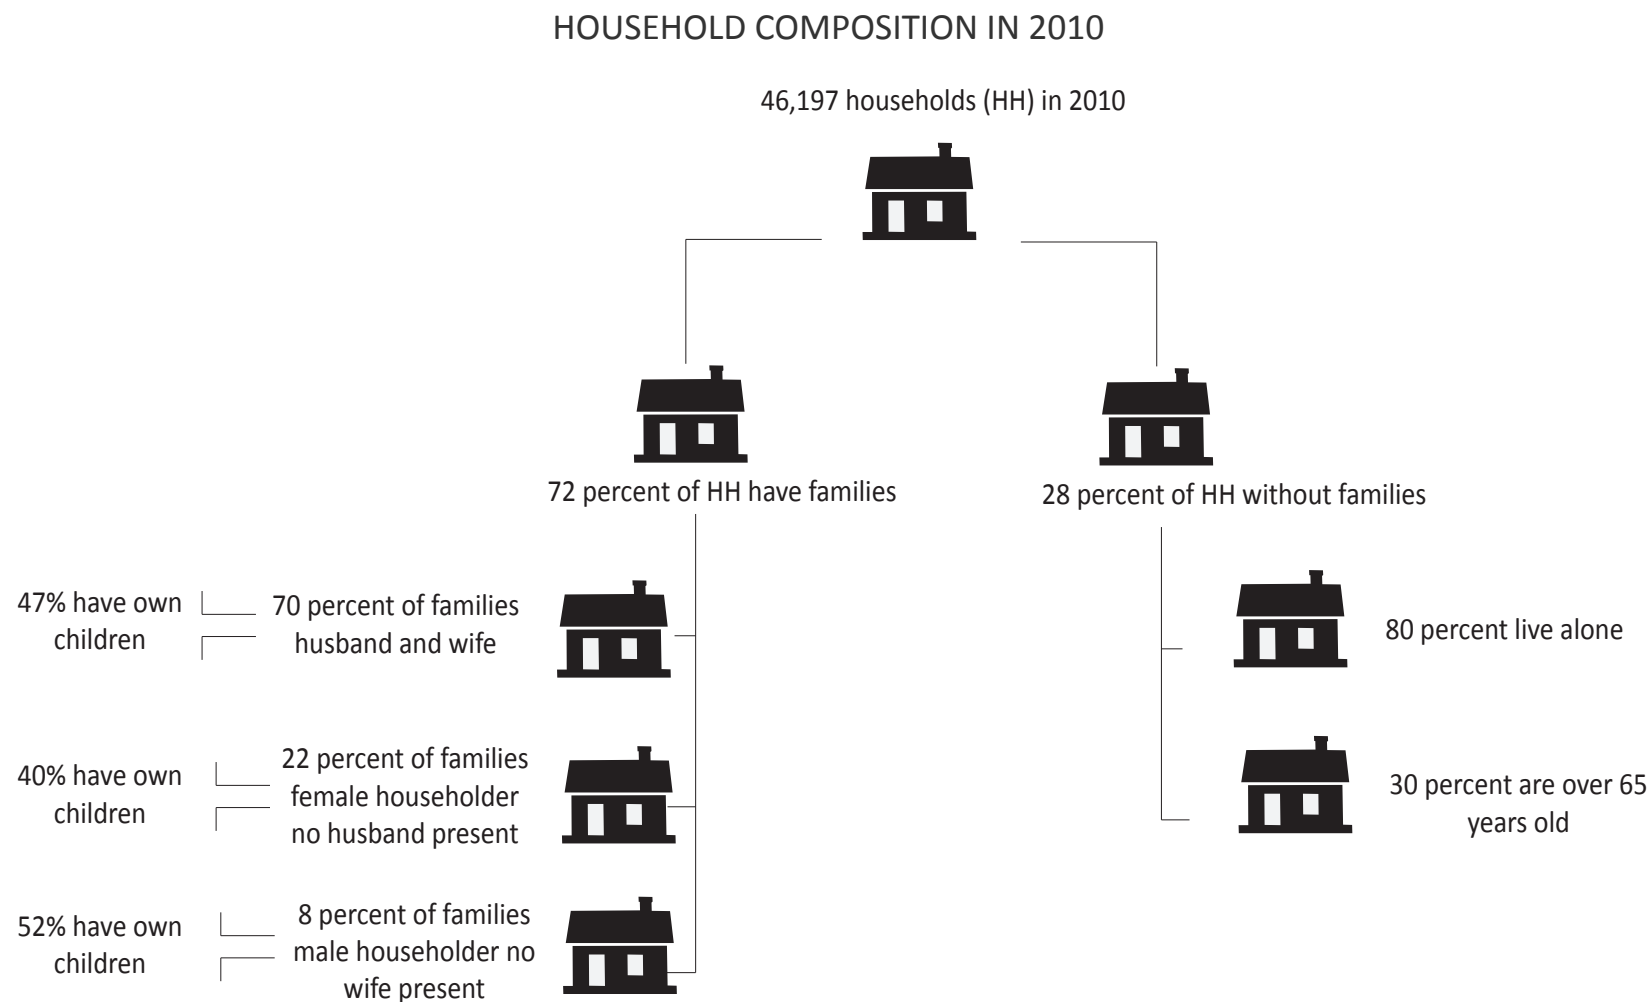 HOUSEHOLD COMPOSITION IN 2010
46,197 households (HH) in 2010
72 percent of HH have families
28 percent of HH without families
47% have own
children
70 percent of families
husband and wife
40% have own
children
22 percent of families
female householder
no husband present
52% have own
children
8 percent of families
male householder no
wife present
80 percent live alone
30 percent are over 65
years old